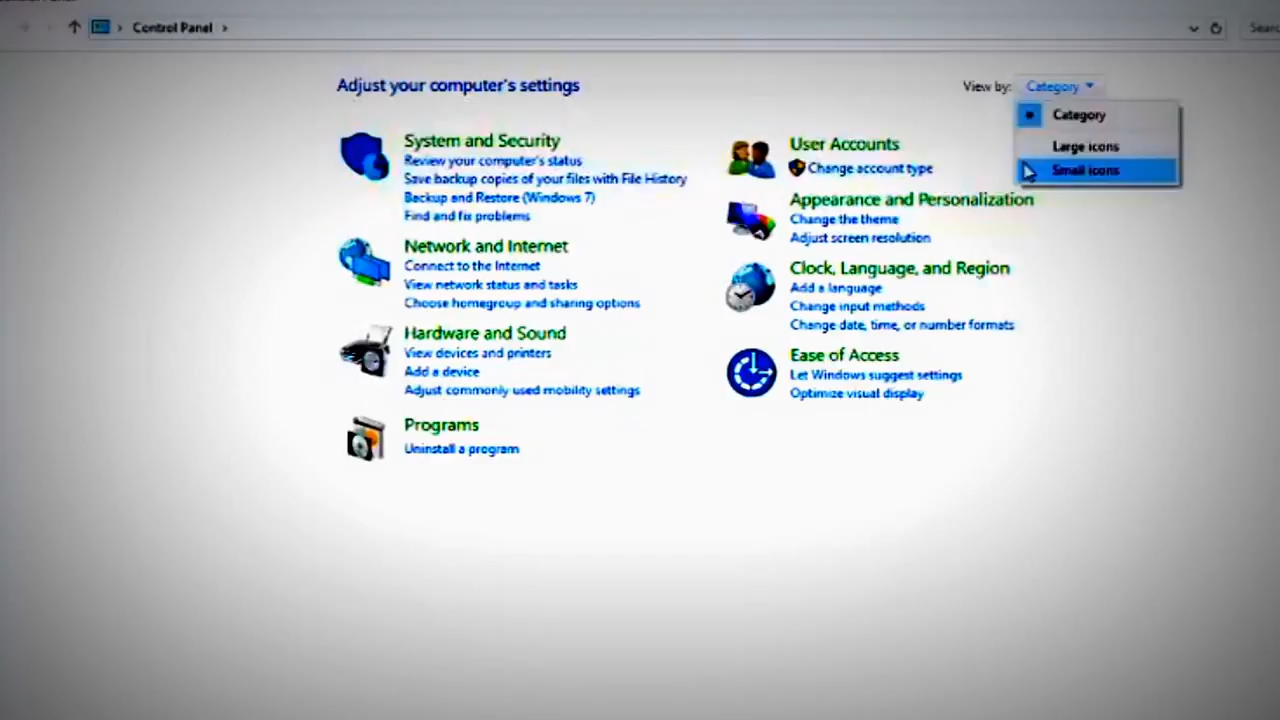 Control Panel
Adjust your computer's settings
View by: Category
Category
Large icons
Small icons
System and Security
Review your computer's status
Save backup copies of your files with File History
Backup and Restore (Windows 7)
Find and fix problems
Network and Internet
Connect to the Internet
View network status and tasks
Choose homegroup and sharing options
Hardware and Sound
View devices and printers
Add a device
Adjust commonly used mobility settings
Programs
Uninstall a program
User Accounts
Change account type
Appearance and Personalization
Change the theme
Adjust screen resolution
Clock, Language, and Region
Add a language
Change input methods
Change date, time, or number formats
Ease of Access
Let Windows suggest settings
Optimize visual display